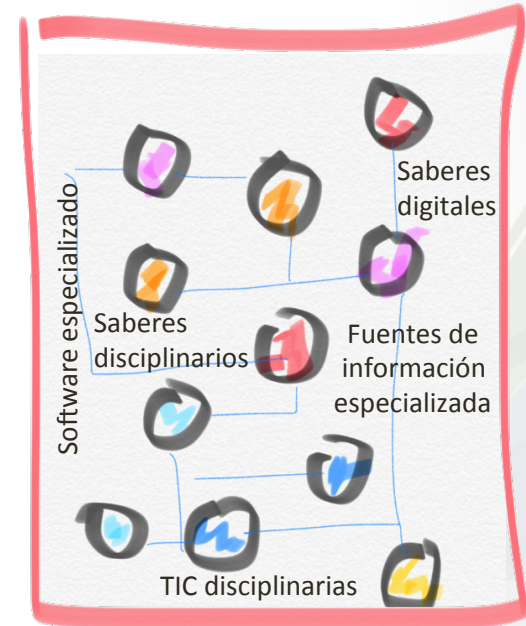 Saberes
digitales
Software especializado
Saberes
disciplinarios
Fuentes de
información
especializada
TIC disciplinarias